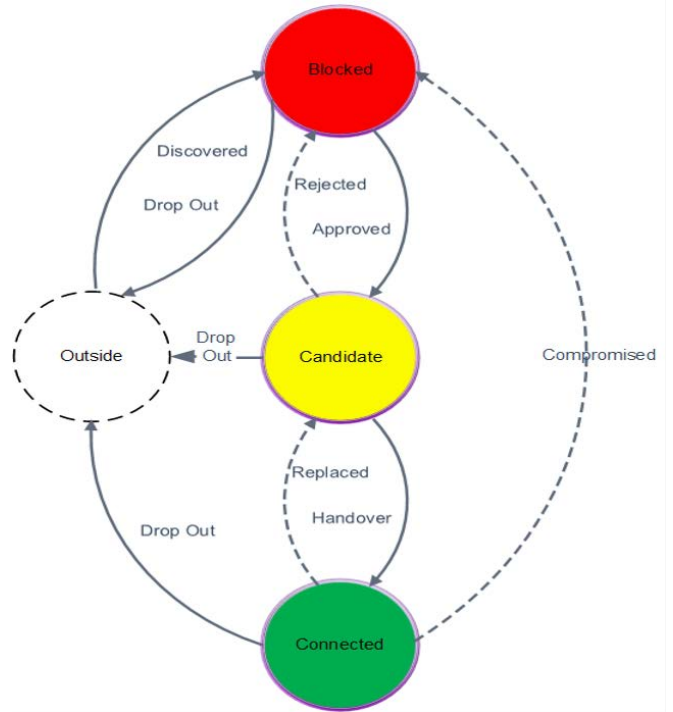 Blocked
Discovered
Drop Out
Rejected
Approved
Outside
Drop
Out
Candidate
Compromised
Replaced
Handover
Drop Out
Connected